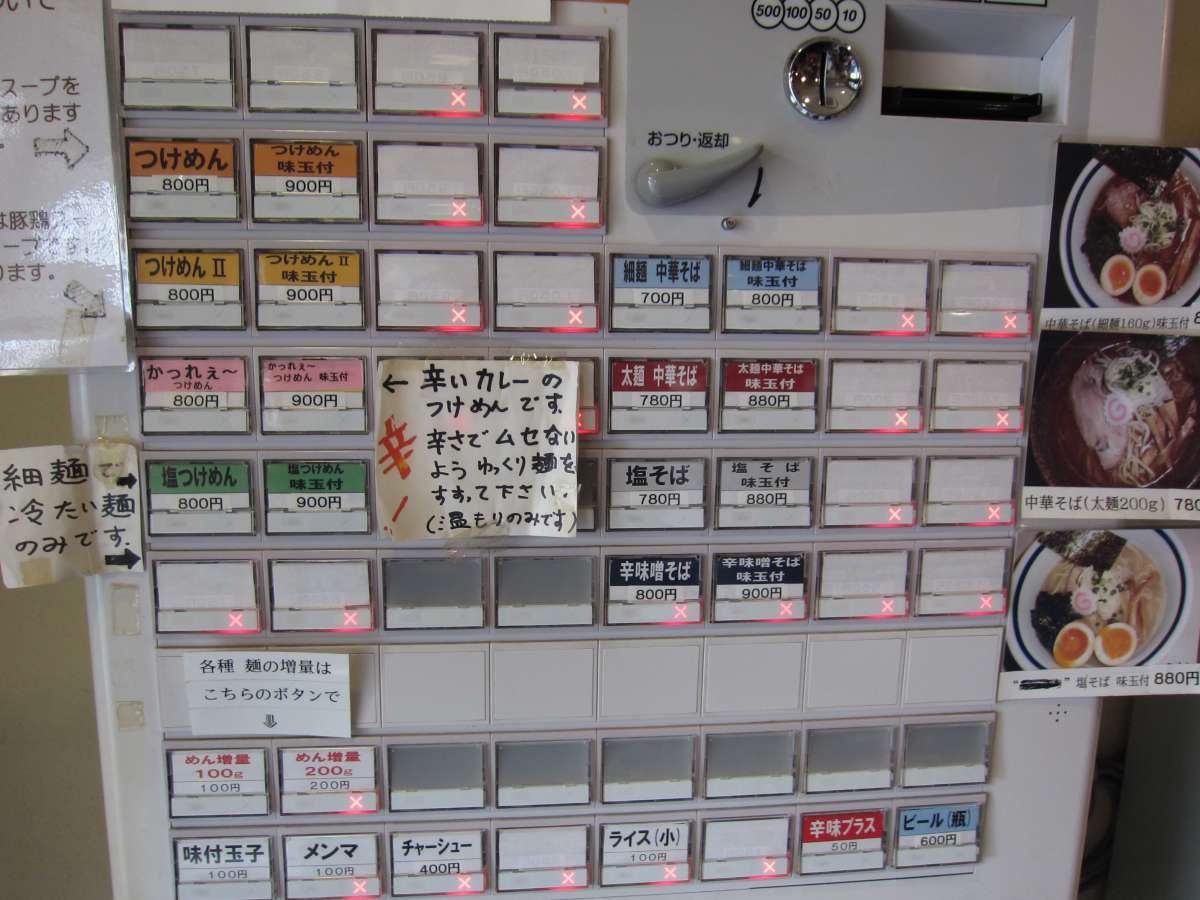 ついて
スープを
あります
は豚鶏スー
ープです
ります。
500 100 50 10
おつり・返却
つけめん
800円
つけめん
味玉付
900円
つけめんⅡ
800円
つけめんⅡ
味玉付
900円
細麺 中華そば
700円
細麺中華そば
味玉付
800円
かっれぇ~
つけめん
800円
かっれぇ~
つけめん 味玉付
900円
← 辛いカレーの
つけめんです。
辛さでムセない
ようゆっくり麺を
すすって下さい。
(温もりのみです)
辛!
太麺 中華そば
780円
太麺中華そば
味玉付
880円
細麺で→
冷たい麺
のみです。→
塩つけめん
800円
塩つけめん
味玉付
900円
塩そば
780円
塩そば
味玉付
880円
辛味噌そば
800円
辛味噌そば
味玉付
900円
各種 麺の増量は
こちらのボタンで
⇩
めん増量
100g
100円
めん増量
200g
200円
味付玉子
100円
メンマ
100円
チャーシュー
400円
ライス(小)
100円
辛味プラス
50円
ビール(瓶)
600円
中華そば(細麺160g)味玉付 8
中華そば(太麺200g) 780
塩そば 味玉付 880円